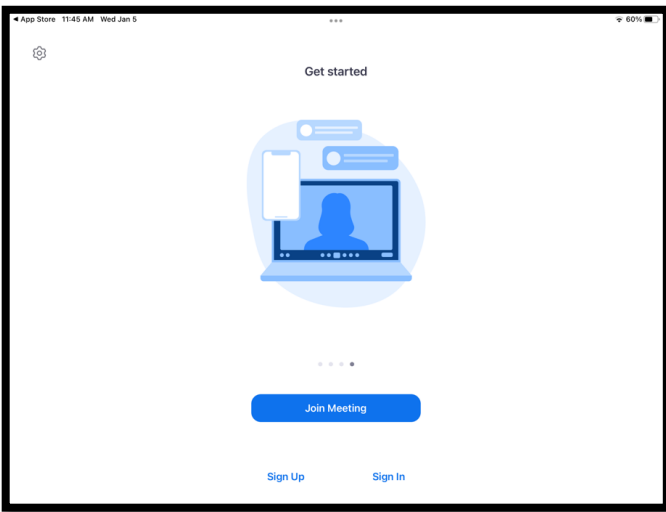 ◀ App Store 11:45 AM Wed Jan 5 60%
Get started
Join Meeting
Sign Up Sign In